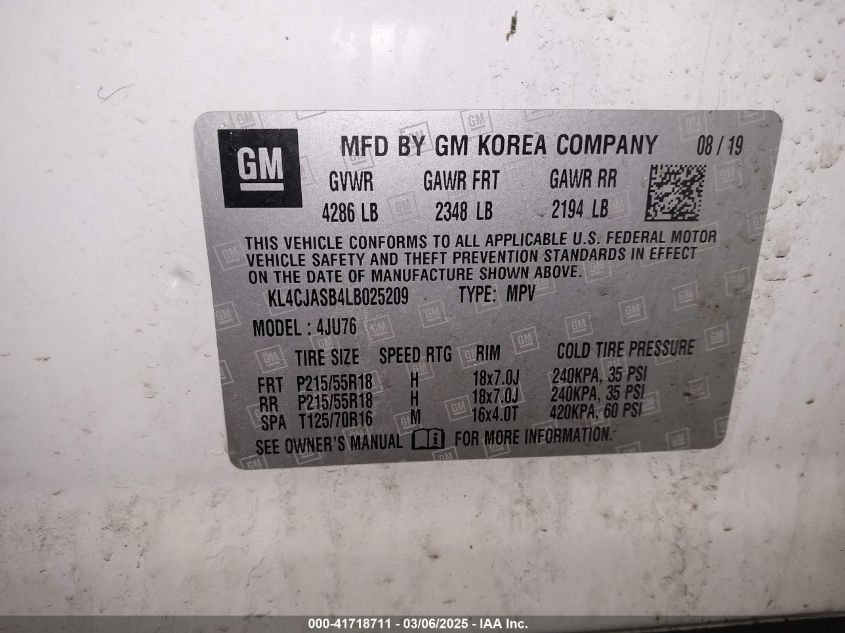 GM
MFD BY GM KOREA COMPANY 08 / 19
GVWR GAWR FRT GAWR RR
4286 LB 2348 LB 2194 LB
THIS VEHICLE CONFORMS TO ALL APPLICABLE U.S. FEDERAL MOTOR
VEHICLE SAFETY AND THEFT PREVENTION STANDARDS IN EFFECT
ON THE DATE OF MANUFACTURE SHOWN ABOVE.
KL4CJASB4LB025209 TYPE: MPV
MODEL : 4JU76
TIRE SIZE SPEED RTG RIM COLD TIRE PRESSURE
FRT P215/55R18 H 18x7.0J 240KPA, 35 PSI
RR P215/55R18 H 18x7.0J 240KPA, 35 PSI
SPA T125/70R16 M 16x4.0T 420KPA, 60 PSI
SEE OWNER'S MANUAL i FOR MORE INFORMATION.
000-41718711 - 03/06/2025 - IAA Inc.